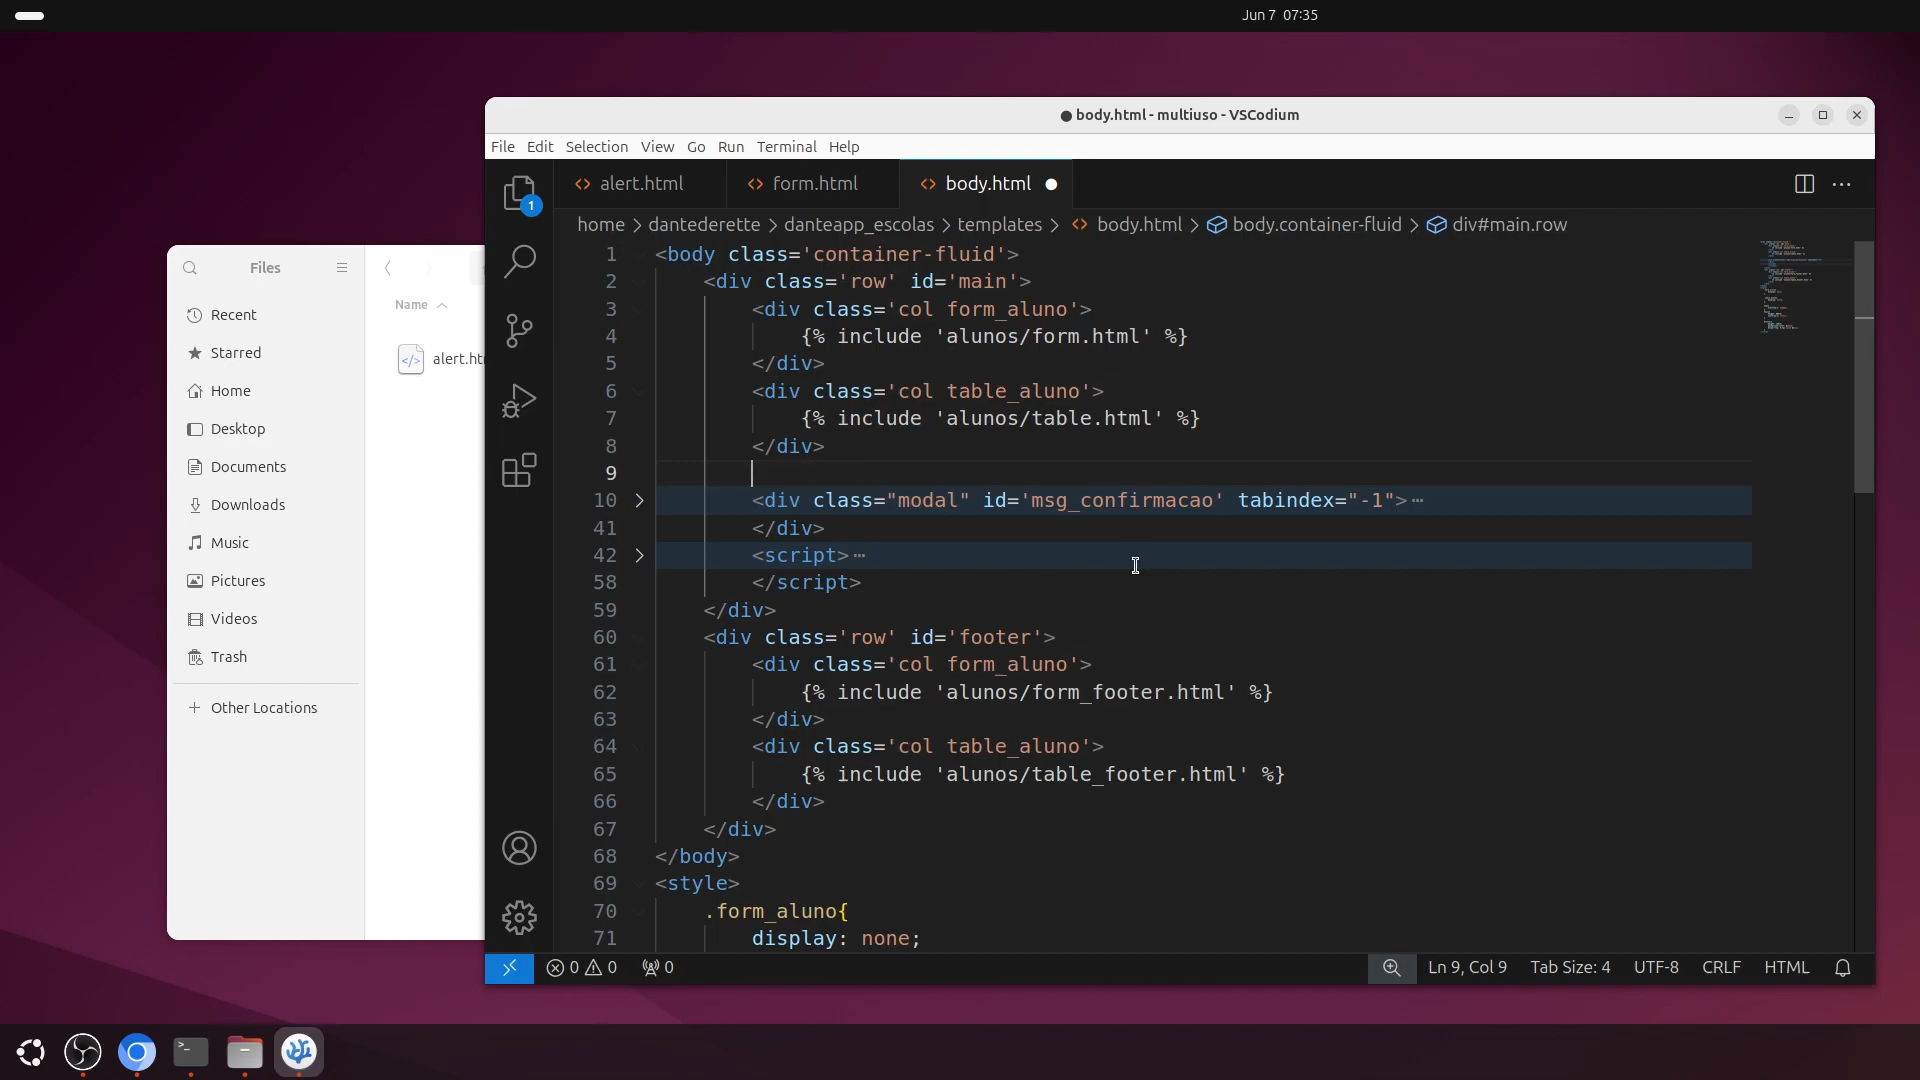 Jun 7 07:35
body.html - multiuso - VSCodium
File Edit Selection View Go Run Terminal Help
1
alert.html
form.html
body.html
home > dantederette > danteapp_escolas > templates > body.html > body.container-fluid > div#main.row
Files
Recent
Starred
Home
Desktop
Documents
Downloads
Music
Pictures
Videos
Trash
Other Locations
Name
1 <body class='container-fluid'>
2 <div class='row' id='main'>
3 <div class='col form_aluno'>
4 {% include 'alunos/form.html' %}
5 </div>
6 <div class='col table_aluno'>
7 {% include 'alunos/table.html' %}
8 </div>
9
10 <div class="modal" id='msg_confirmacao' tabindex="-1">⋯
41 </div>
42 <script>⋯
58 </script>
59 </div>
60 <div class='row' id='footer'>
61 <div class='col form_aluno'>
62 {% include 'alunos/form_footer.html' %}
63 </div>
64 <div class='col table_aluno'>
65 {% include 'alunos/table_footer.html' %}
66 </div>
67 </div>
68 </body>
69 <style>
70 .form_aluno{
71 display: none;
0 0 0
Ln 9, Col 9 Tab Size: 4 UTF-8 CRLF HTML